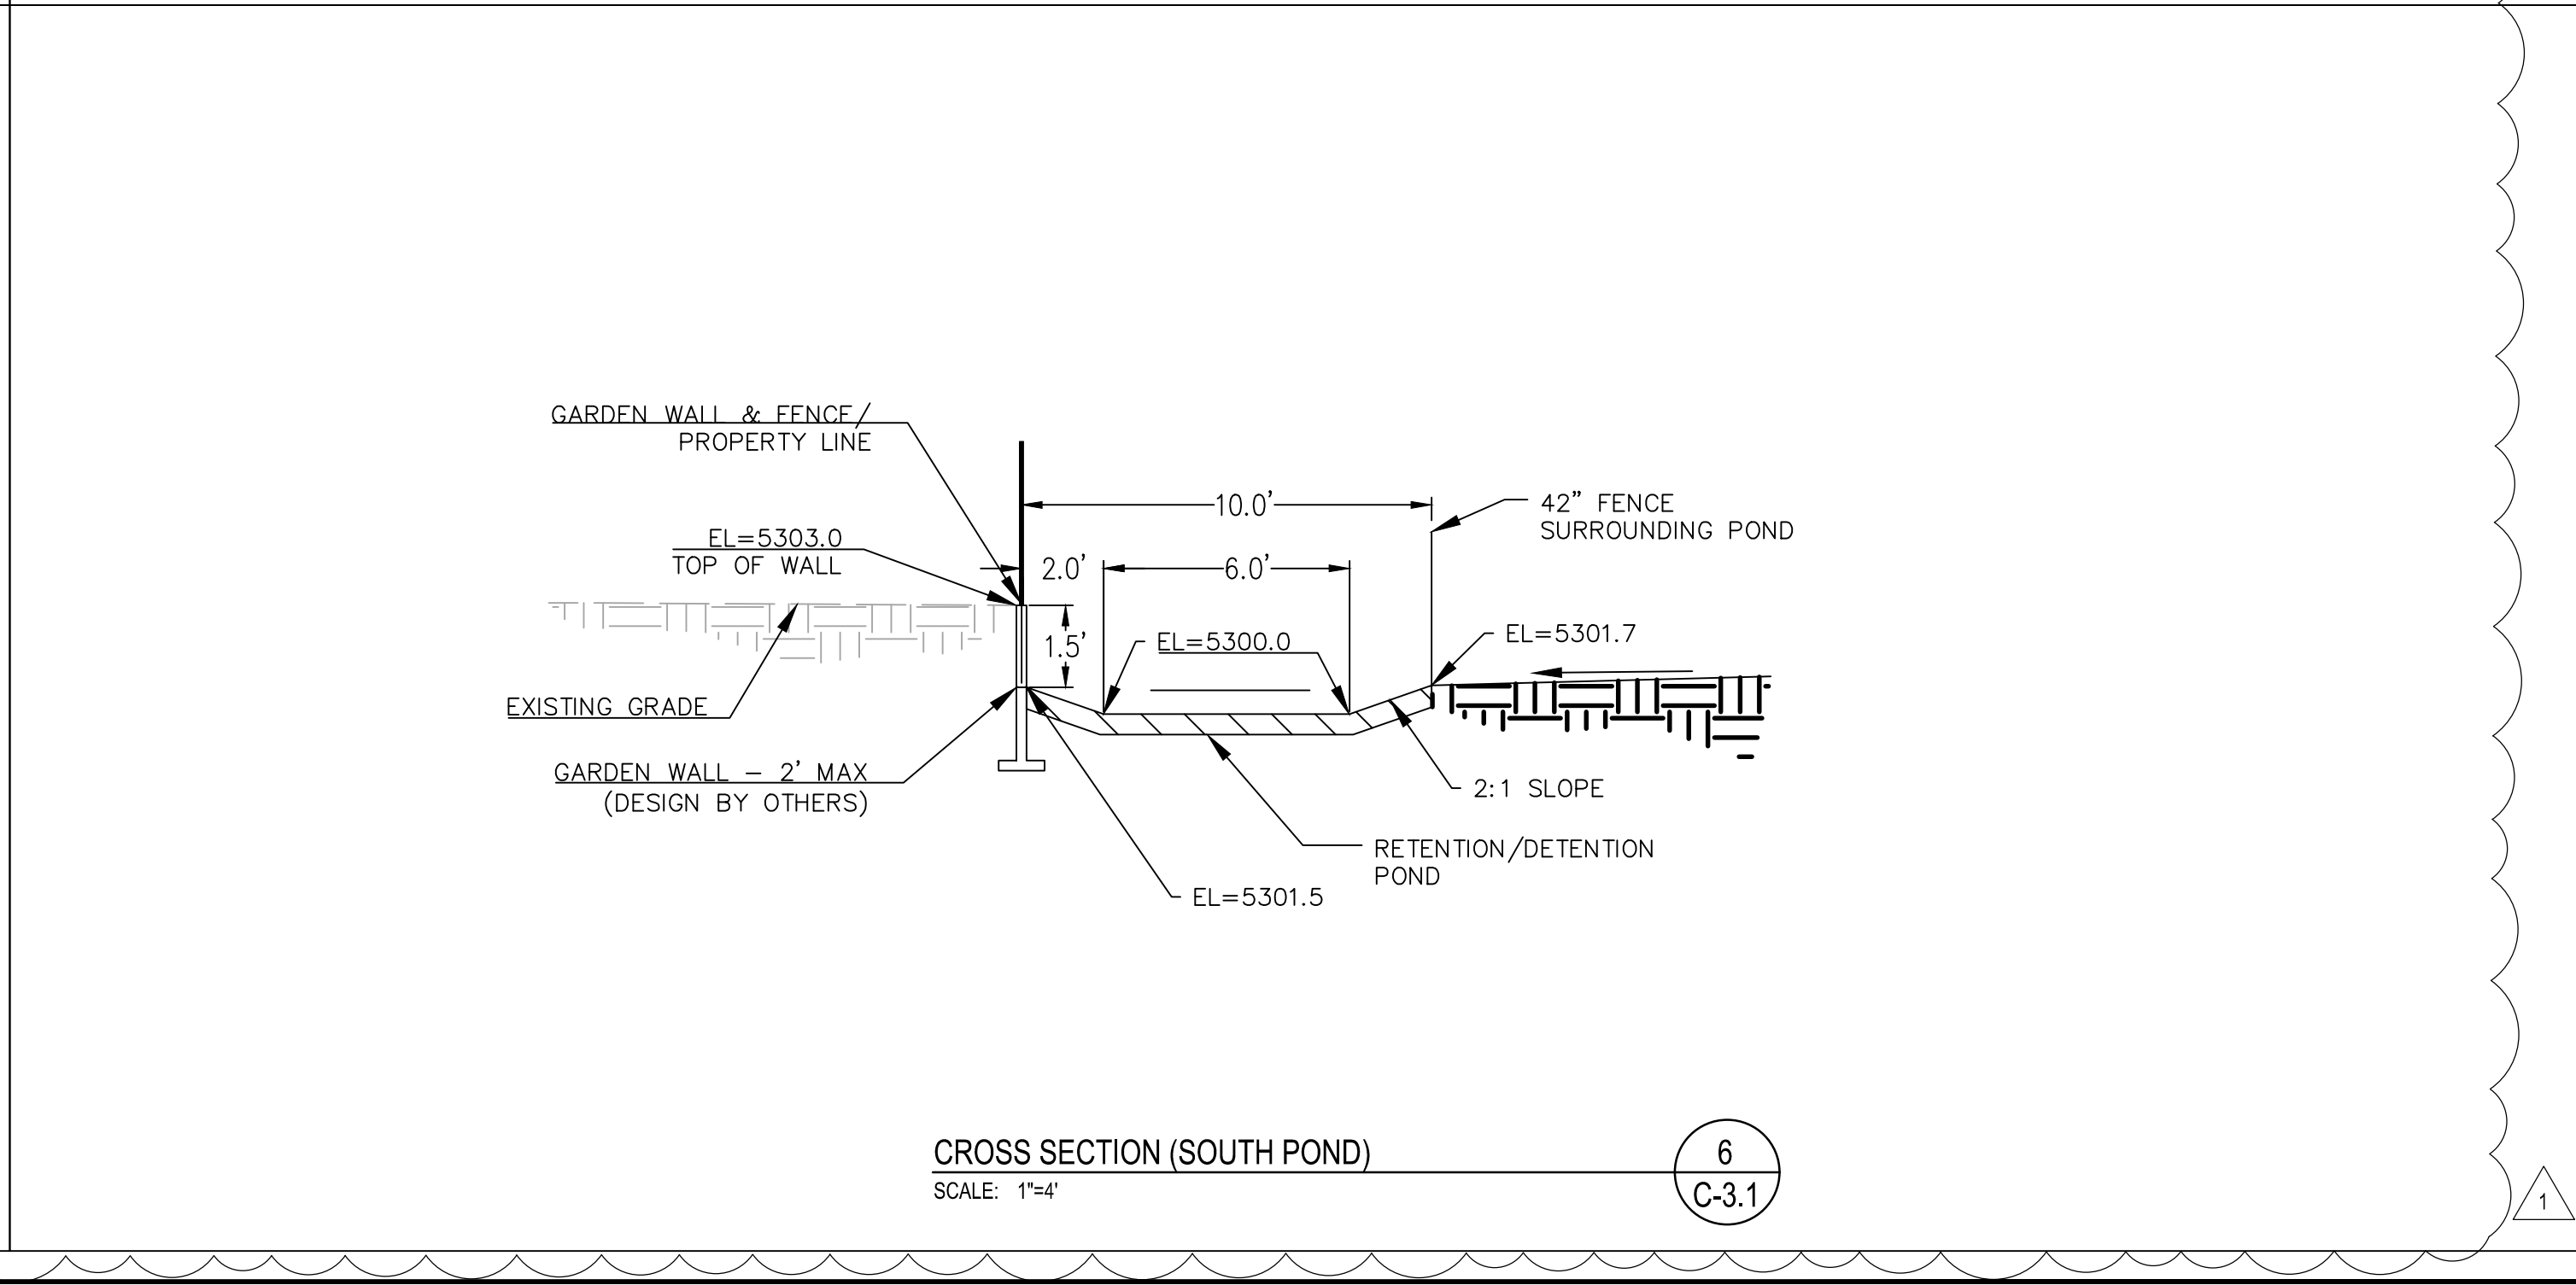 GARDEN WALL & FENCE/
PROPERTY LINE
10.0'
42" FENCE
SURROUNDING POND
EL=5303.0
TOP OF WALL
2.0'
6.0'
1.5'
EL=5300.0
EL=5301.7
EXISTING GRADE
GARDEN WALL – 2' MAX
(DESIGN BY OTHERS)
2:1 SLOPE
RETENTION/DETENTION
POND
EL=5301.5
CROSS SECTION (SOUTH POND)
SCALE: 1"=4'
6
C-3.1
1